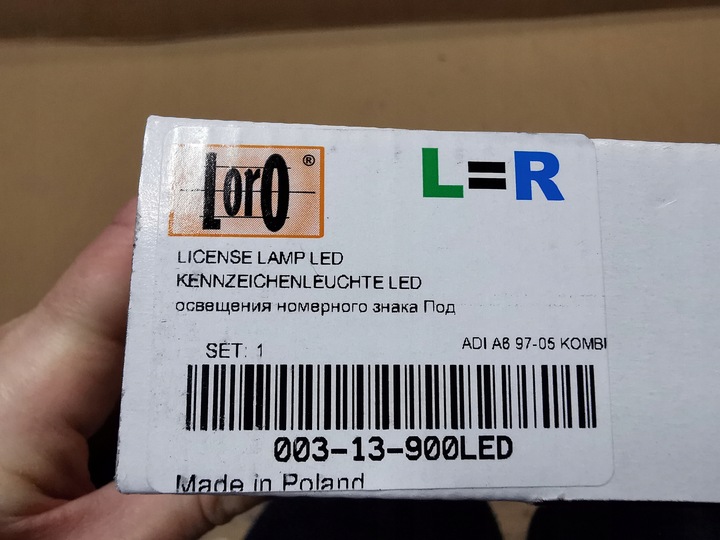 LorO ®
L=R
LICENSE LAMP LED
KENNZEICHENLEUCHTE LED
освещения номерного знака Под
SET: 1
ADI A6 97-05 KOMBI
003-13-900LED
Made in Poland